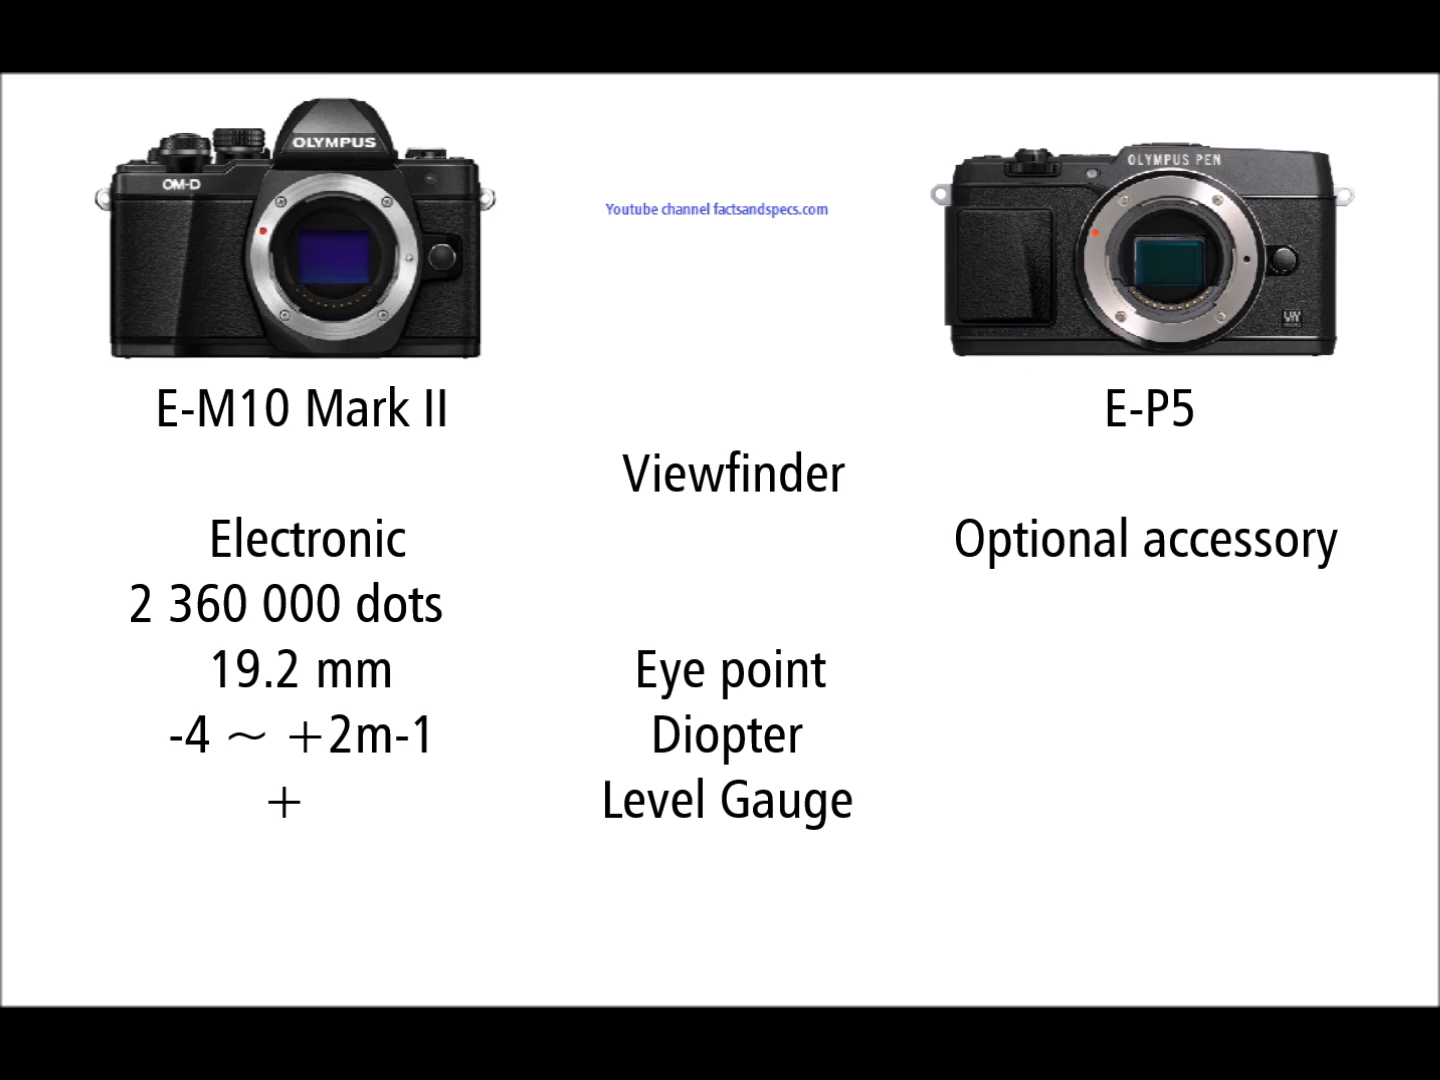 OLYMPUS
OM-D
OLYMPUS PEN
Youtube channel factsandspecs.com
E-M10 Mark II
E-P5
Viewfinder
Electronic
Optional accessory
2 360 000 dots
19.2 mm
Eye point
-4 ~ +2m-1
Diopter
+
Level Gauge